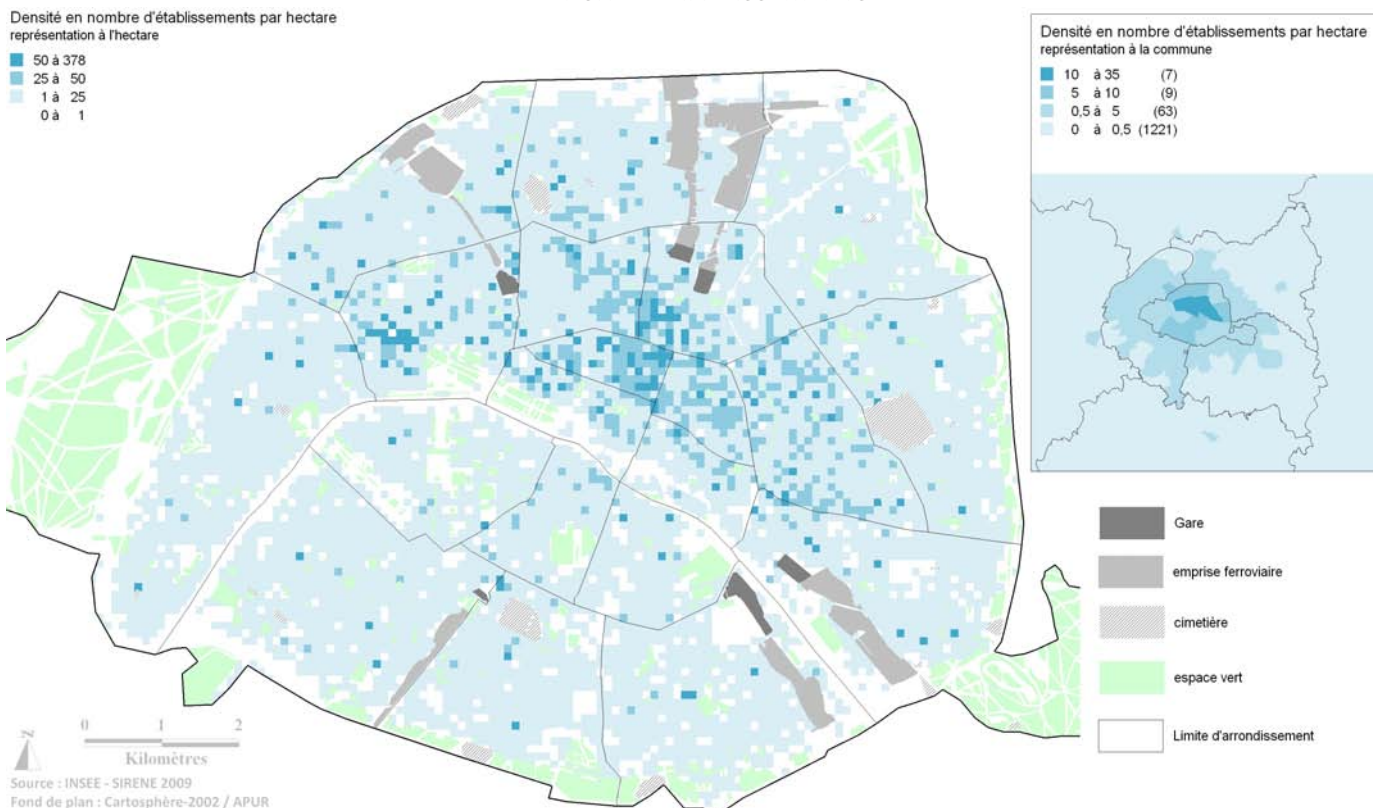 Densité en nombre d'établissements par hectare
représentation à l'hectare
50 à 378
25 à 50
1 à 25
0 à 1
Densité en nombre d'établissements par hectare
représentation à la commune
10 à 35 (7)
5 à 10 (9)
0,5 à 5 (63)
0 à 0,5 (1221)
Gare
emprise ferroviaire
cimetière
espace vert
Limite d'arrondissement
N
0 1 2
Kilomètres
Source : INSEE - SIRENE 2009
Fond de plan : Cartosphère-2002 / APUR